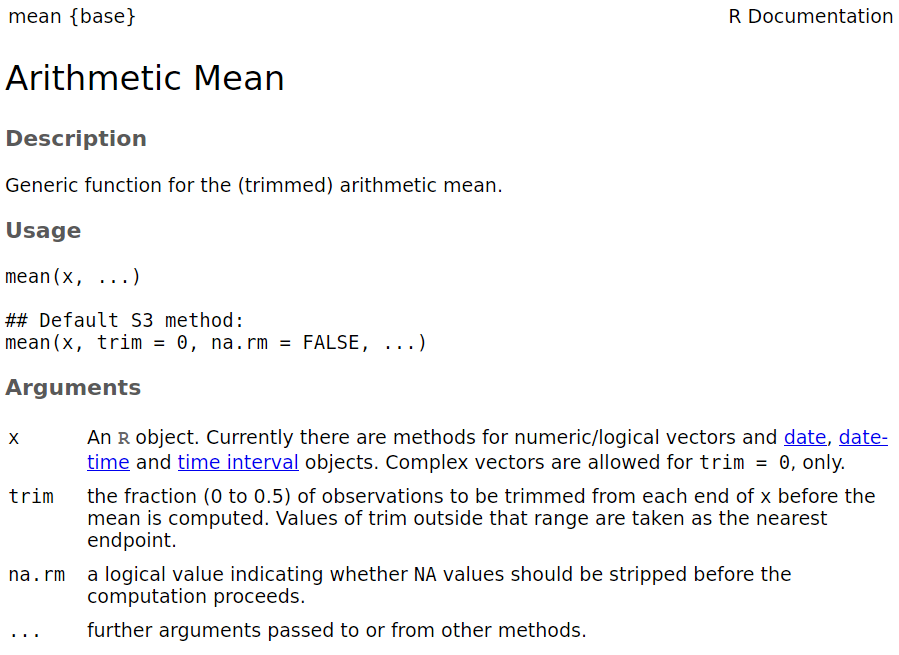 mean {base} R Documentation
Arithmetic Mean
Description
Generic function for the (trimmed) arithmetic mean.
Usage
mean(x, ...)
## Default S3 method:
mean(x, trim = 0, na.rm = FALSE, ...)
Arguments
x An R object. Currently there are methods for numeric/logical vectors and date, date-
time and time interval objects. Complex vectors are allowed for trim = 0, only.
trim the fraction (0 to 0.5) of observations to be trimmed from each end of x before the
mean is computed. Values of trim outside that range are taken as the nearest
endpoint.
na.rm a logical value indicating whether NA values should be stripped before the
computation proceeds.
... further arguments passed to or from other methods.